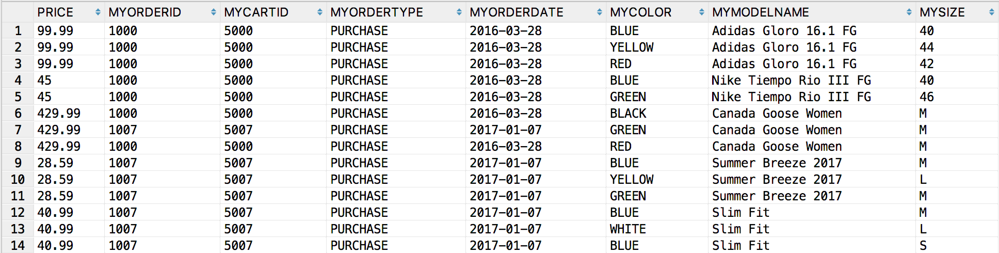 PRICE MYORDERID MYCARTID MYORDERTYPE MYORDERDATE MYCOLOR MYMODELNAME MYSIZE
1 99.99 1000 5000 PURCHASE 2016-03-28 BLUE Adidas Gloro 16.1 FG 40
2 99.99 1000 5000 PURCHASE 2016-03-28 YELLOW Adidas Gloro 16.1 FG 44
3 99.99 1000 5000 PURCHASE 2016-03-28 RED Adidas Gloro 16.1 FG 42
4 45 1000 5000 PURCHASE 2016-03-28 BLUE Nike Tiempo Rio III FG 40
5 45 1000 5000 PURCHASE 2016-03-28 GREEN Nike Tiempo Rio III FG 46
6 429.99 1000 5000 PURCHASE 2016-03-28 BLACK Canada Goose Women M
7 429.99 1007 5007 PURCHASE 2017-01-07 GREEN Canada Goose Women M
8 429.99 1000 5000 PURCHASE 2016-03-28 RED Canada Goose Women M
9 28.59 1007 5007 PURCHASE 2017-01-07 BLUE Summer Breeze 2017 M
10 28.59 1007 5007 PURCHASE 2017-01-07 YELLOW Summer Breeze 2017 L
11 28.59 1007 5007 PURCHASE 2017-01-07 GREEN Summer Breeze 2017 M
12 40.99 1007 5007 PURCHASE 2017-01-07 BLUE Slim Fit M
13 40.99 1007 5007 PURCHASE 2017-01-07 WHITE Slim Fit L
14 40.99 1007 5007 PURCHASE 2017-01-07 BLUE Slim Fit S